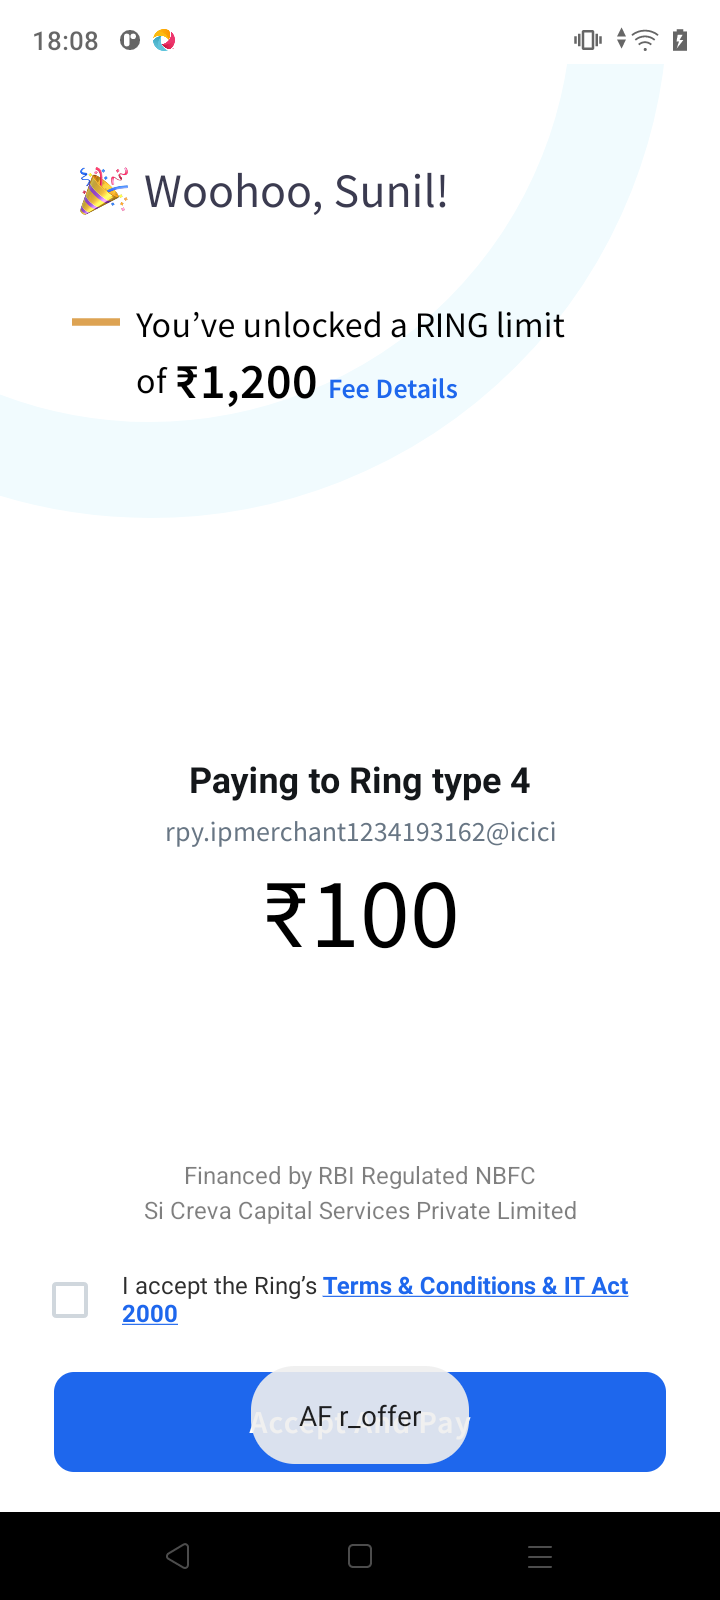 18:08
Woohoo, Sunil!
You’ve unlocked a RING limit
of ₹1,200 Fee Details
Paying to Ring type 4
rpy.ipmerchant1234193162@icici
₹100
Financed by RBI Regulated NBFC
Si Creva Capital Services Private Limited
I accept the Ring’s Terms & Conditions & IT Act
2000
Accept And Pay
AF r_offer